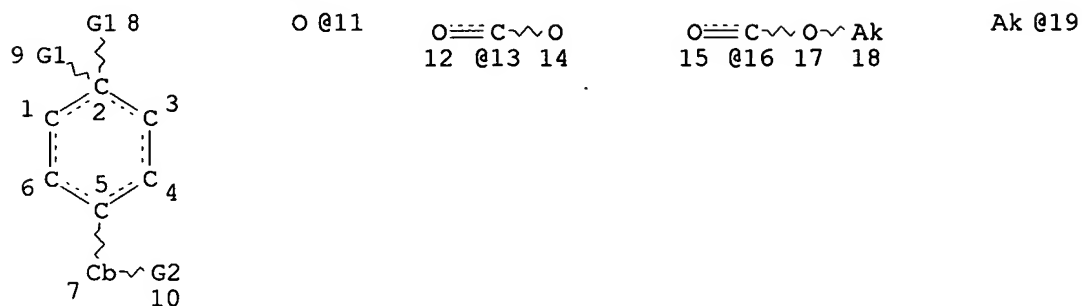 G1 8 O @11 O C O O C O Ak Ak @19
9 G1 12 @13 14 15 @16 17 18
C
1 C 2 C 3
6 C 5 C 4
C
7 Cb G2
10